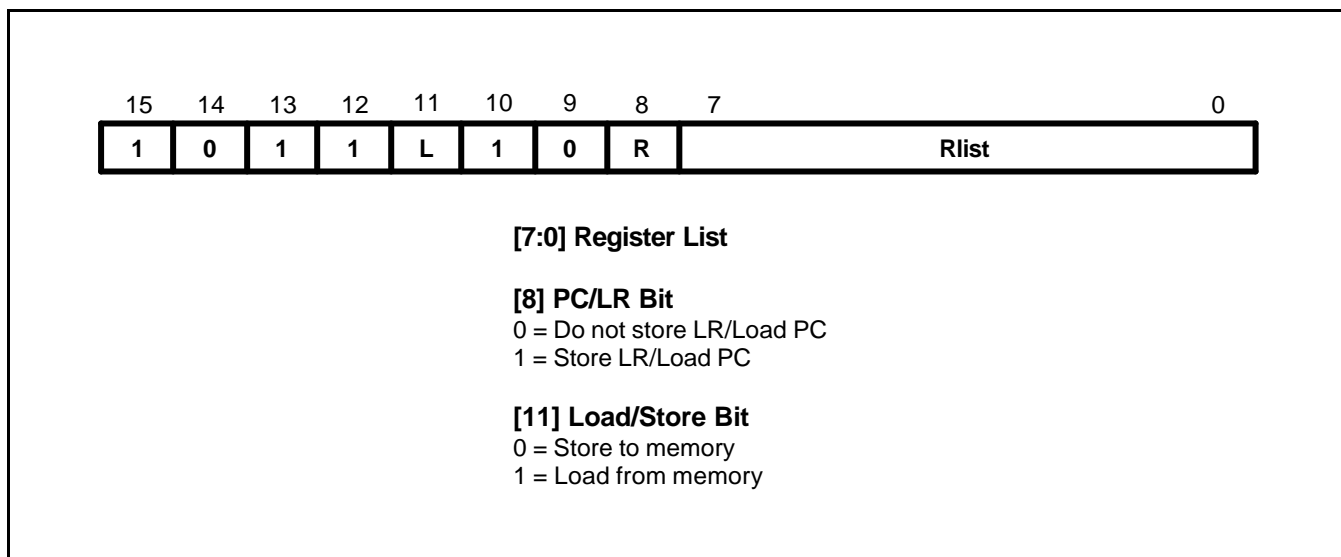 15 14 13 12 11 10 9 8 7 0
1 0 1 1 L 1 0 R Rlist
[7:0] Register List
[8] PC/LR Bit
0 = Do not store LR/Load PC
1 = Store LR/Load PC
[11] Load/Store Bit
0 = Store to memory
1 = Load from memory